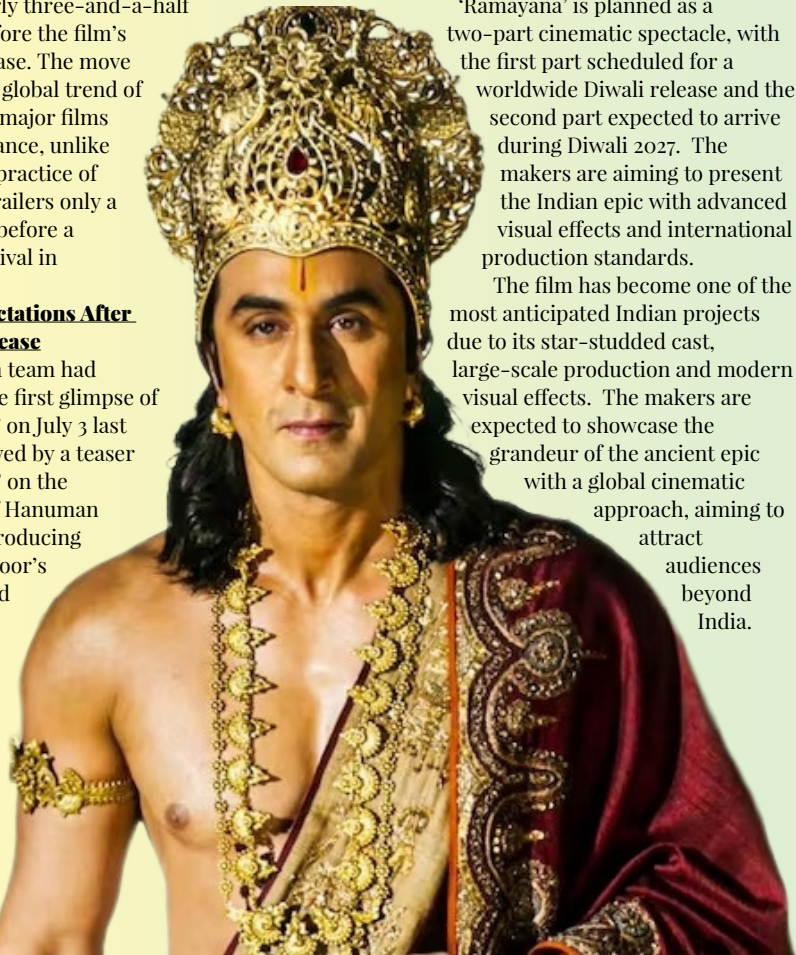 rly three-and-a-half
fore the film’s
ase. The move
global trend of
major films
ance, unlike
practice of
railers only a
before a
ival in
ctations After
ease
n team had
e first glimpse of
’ on July 3 last
ved by a teaser
’ on the
f Hanuman
roducing
oor’s
d
‘Ramayana’ is planned as a
two-part cinematic spectacle, with
the first part scheduled for a
worldwide Diwali release and the
second part expected to arrive
during Diwali 2027. The
makers are aiming to present
the Indian epic with advanced
visual effects and international
production standards.
The film has become one of the
most anticipated Indian projects
due to its star-studded cast,
large-scale production and modern
visual effects. The makers are
expected to showcase the
grandeur of the ancient epic
with a global cinematic
approach, aiming to
attract
audiences
beyond
India.